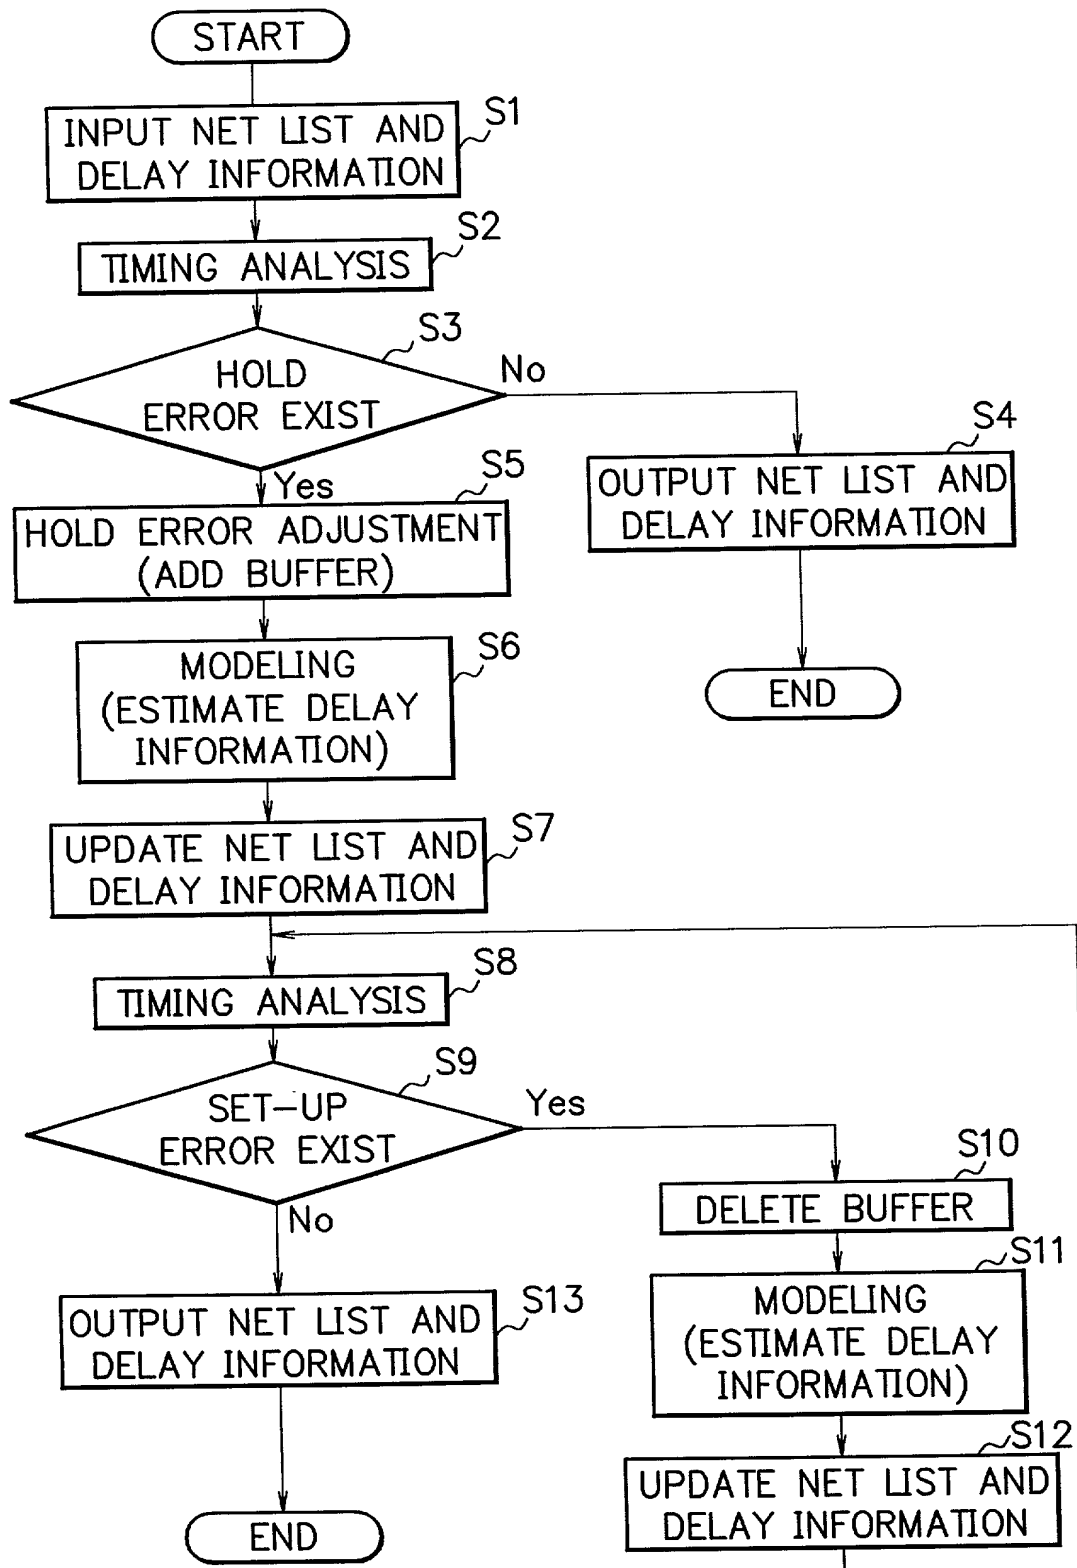 START
S1
INPUT NET LIST AND
DELAY INFORMATION
S2
TIMING ANALYSIS
S3
HOLD
ERROR EXIST
No
S4
OUTPUT NET LIST AND
DELAY INFORMATION
END
Yes
S5
HOLD ERROR ADJUSTMENT
(ADD BUFFER)
S6
MODELING
(ESTIMATE DELAY
INFORMATION)
S7
UPDATE NET LIST AND
DELAY INFORMATION
S8
TIMING ANALYSIS
S9
SET-UP
ERROR EXIST
Yes
S10
DELETE BUFFER
S11
MODELING
(ESTIMATE DELAY
INFORMATION)
S12
UPDATE NET LIST AND
DELAY INFORMATION
No
S13
OUTPUT NET LIST AND
DELAY INFORMATION
END